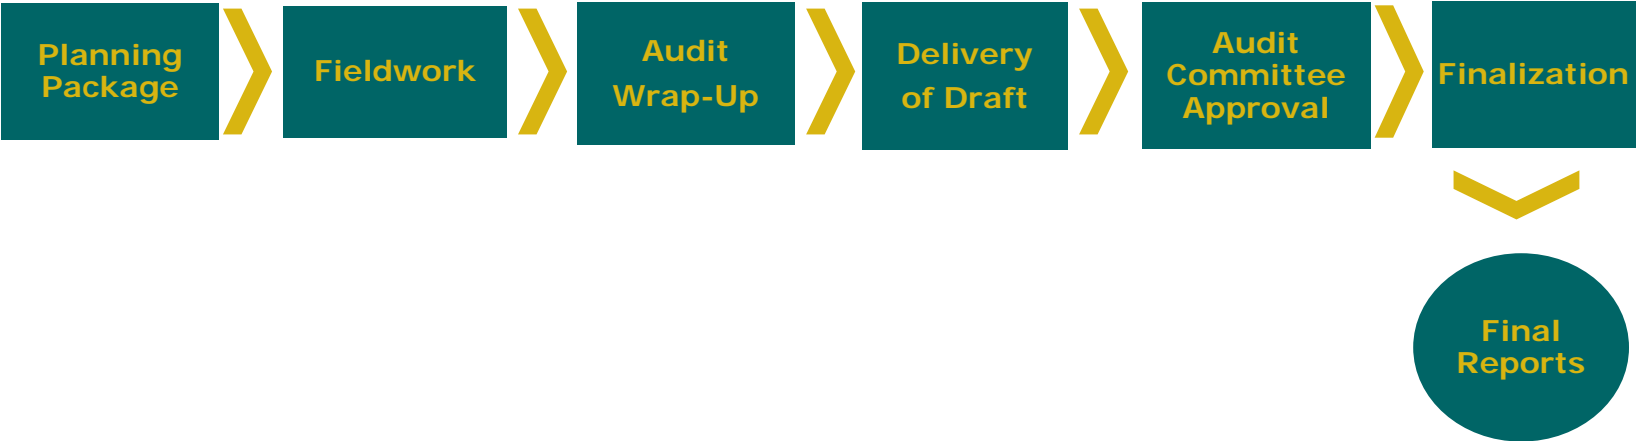 Planning
Package
Fieldwork
Audit
Wrap-Up
Delivery
of Draft
Audit
Committee
Approval
Finalization
Final
Reports